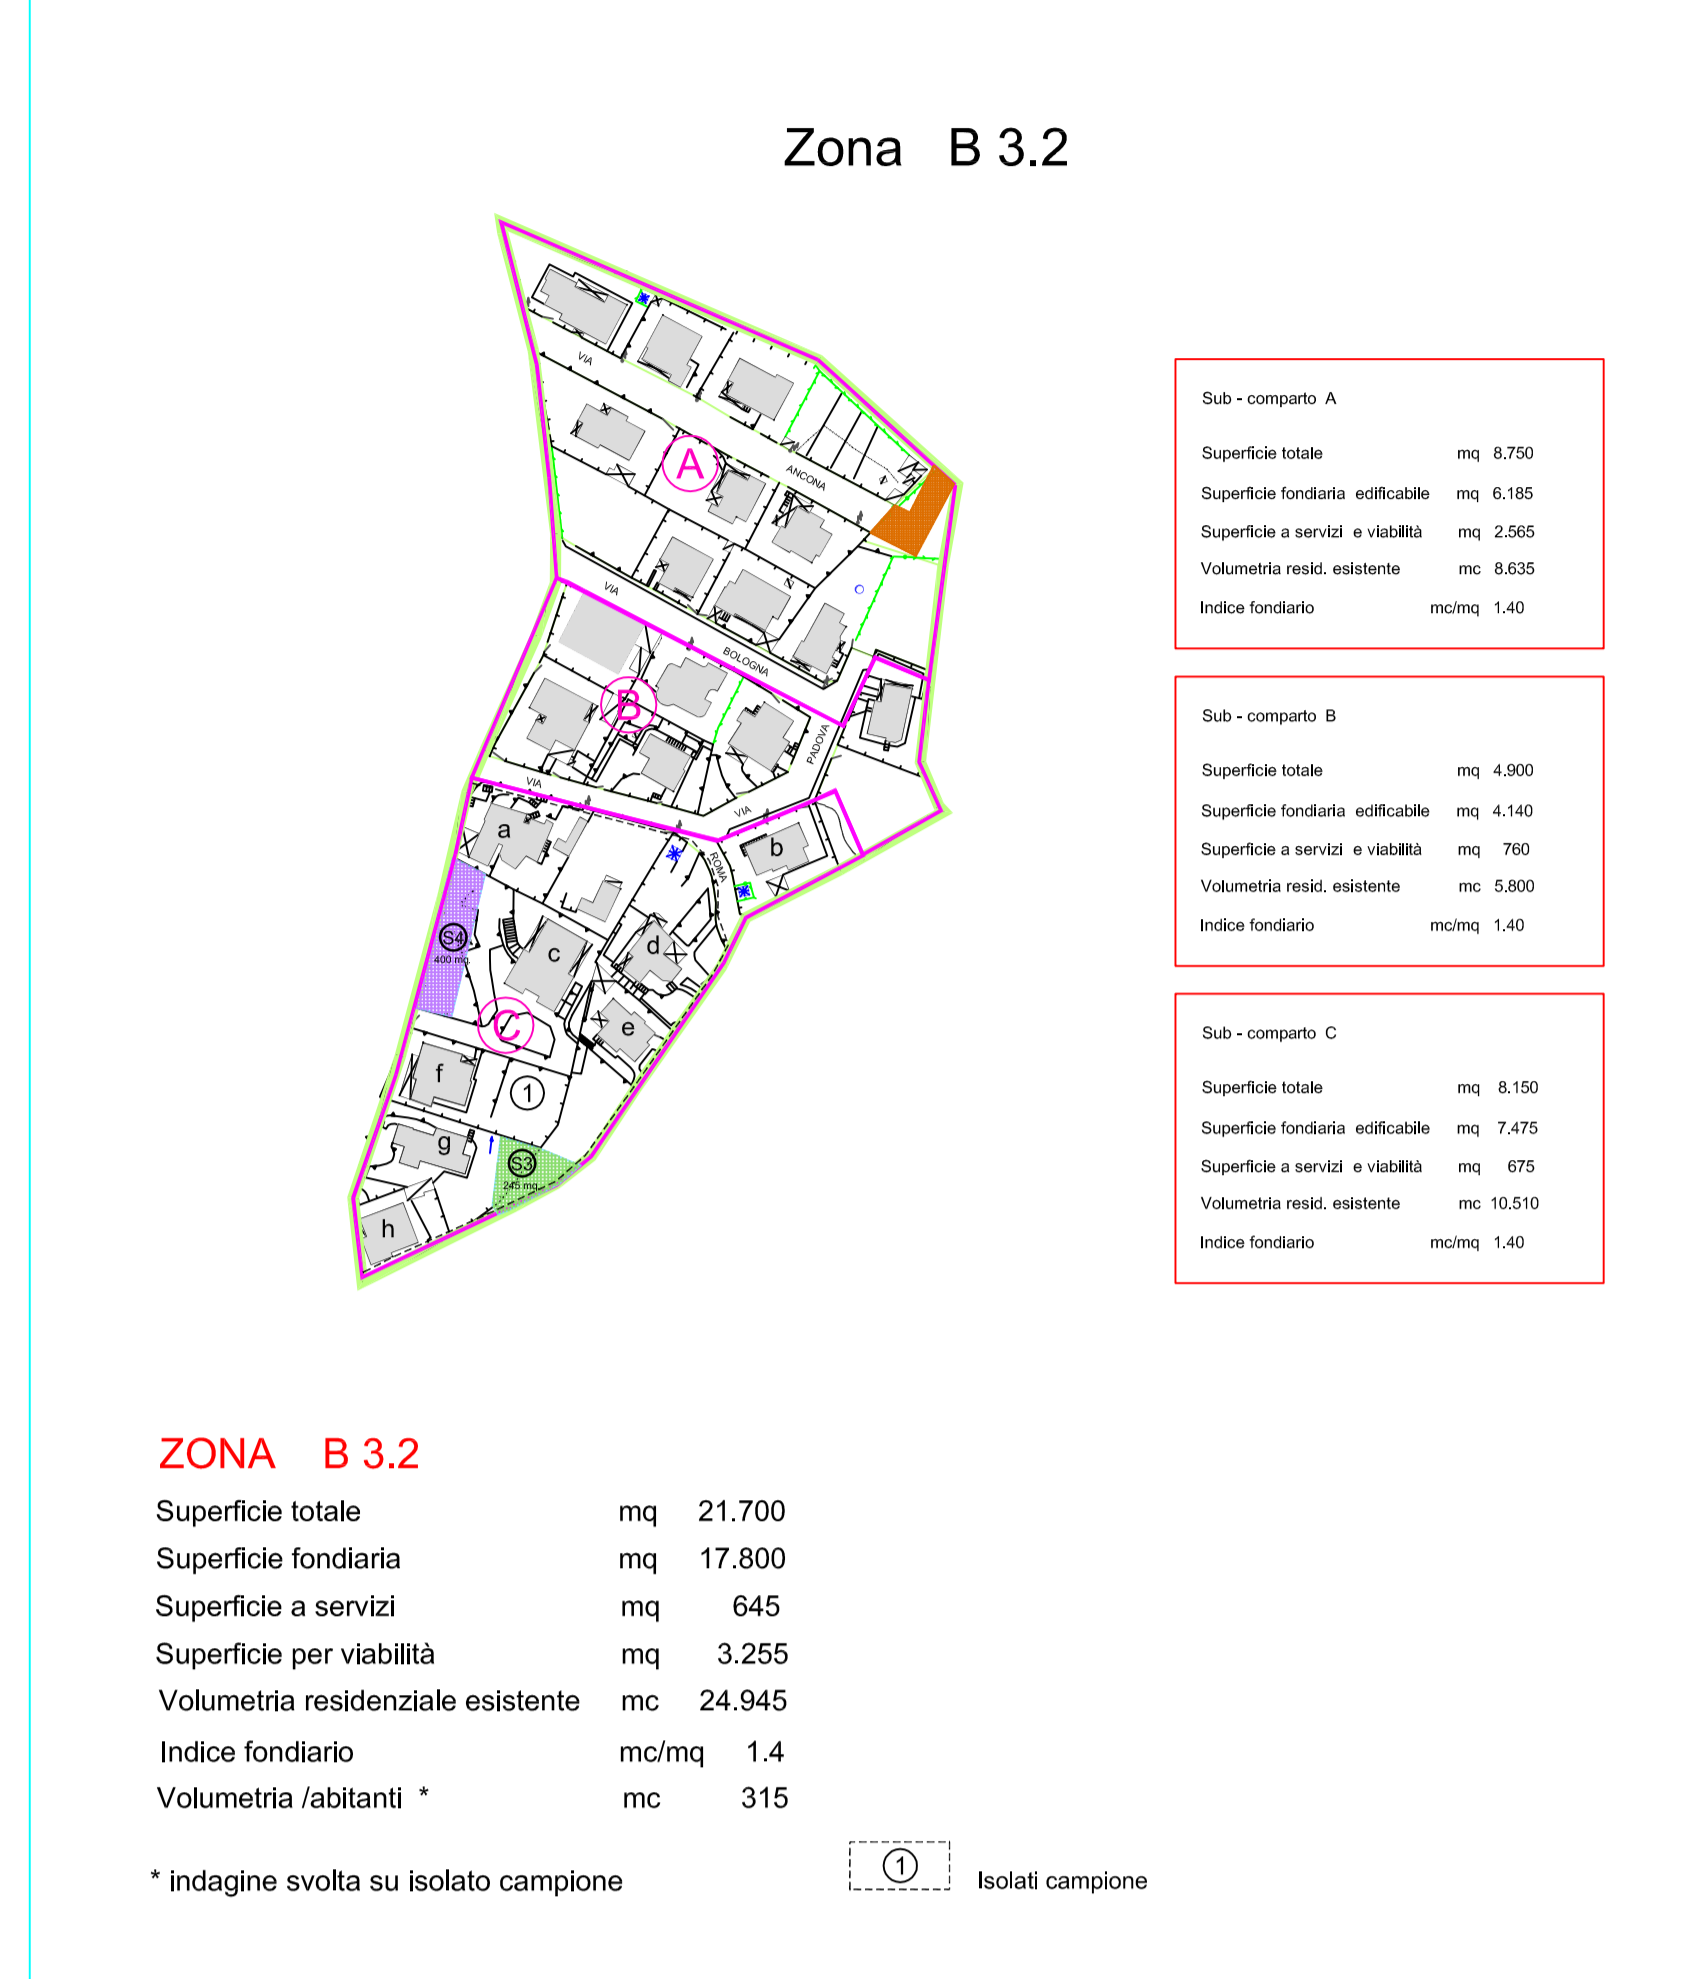 Zona B 3.2
VIA
ANCONA
A
VIA
BOLOGNA
B
PADOVA
VIA
VIA
ROMA
a
b
S4
400 mq.
c
d
C
e
f
1
g
S3
245 mq.
h
Sub - comparto A
Superficie totale mq 8.750
Superficie fondiaria edificabile mq 6.185
Superficie a servizi e viabilità mq 2.565
Volumetria resid. esistente mc 8.635
Indice fondiario mc/mq 1.40
Sub - comparto B
Superficie totale mq 4.900
Superficie fondiaria edificabile mq 4.140
Superficie a servizi e viabilità mq 760
Volumetria resid. esistente mc 5.800
Indice fondiario mc/mq 1.40
Sub - comparto C
Superficie totale mq 8.150
Superficie fondiaria edificabile mq 7.475
Superficie a servizi e viabilità mq 675
Volumetria resid. esistente mc 10.510
Indice fondiario mc/mq 1.40
ZONA B 3.2
Superficie totale mq 21.700
Superficie fondiaria mq 17.800
Superficie a servizi mq 645
Superficie per viabilità mq 3.255
Volumetria residenziale esistente mc 24.945
Indice fondiario mc/mq 1.4
Volumetria /abitanti * mc 315
* indagine svolta su isolato campione
1 Isolati campione